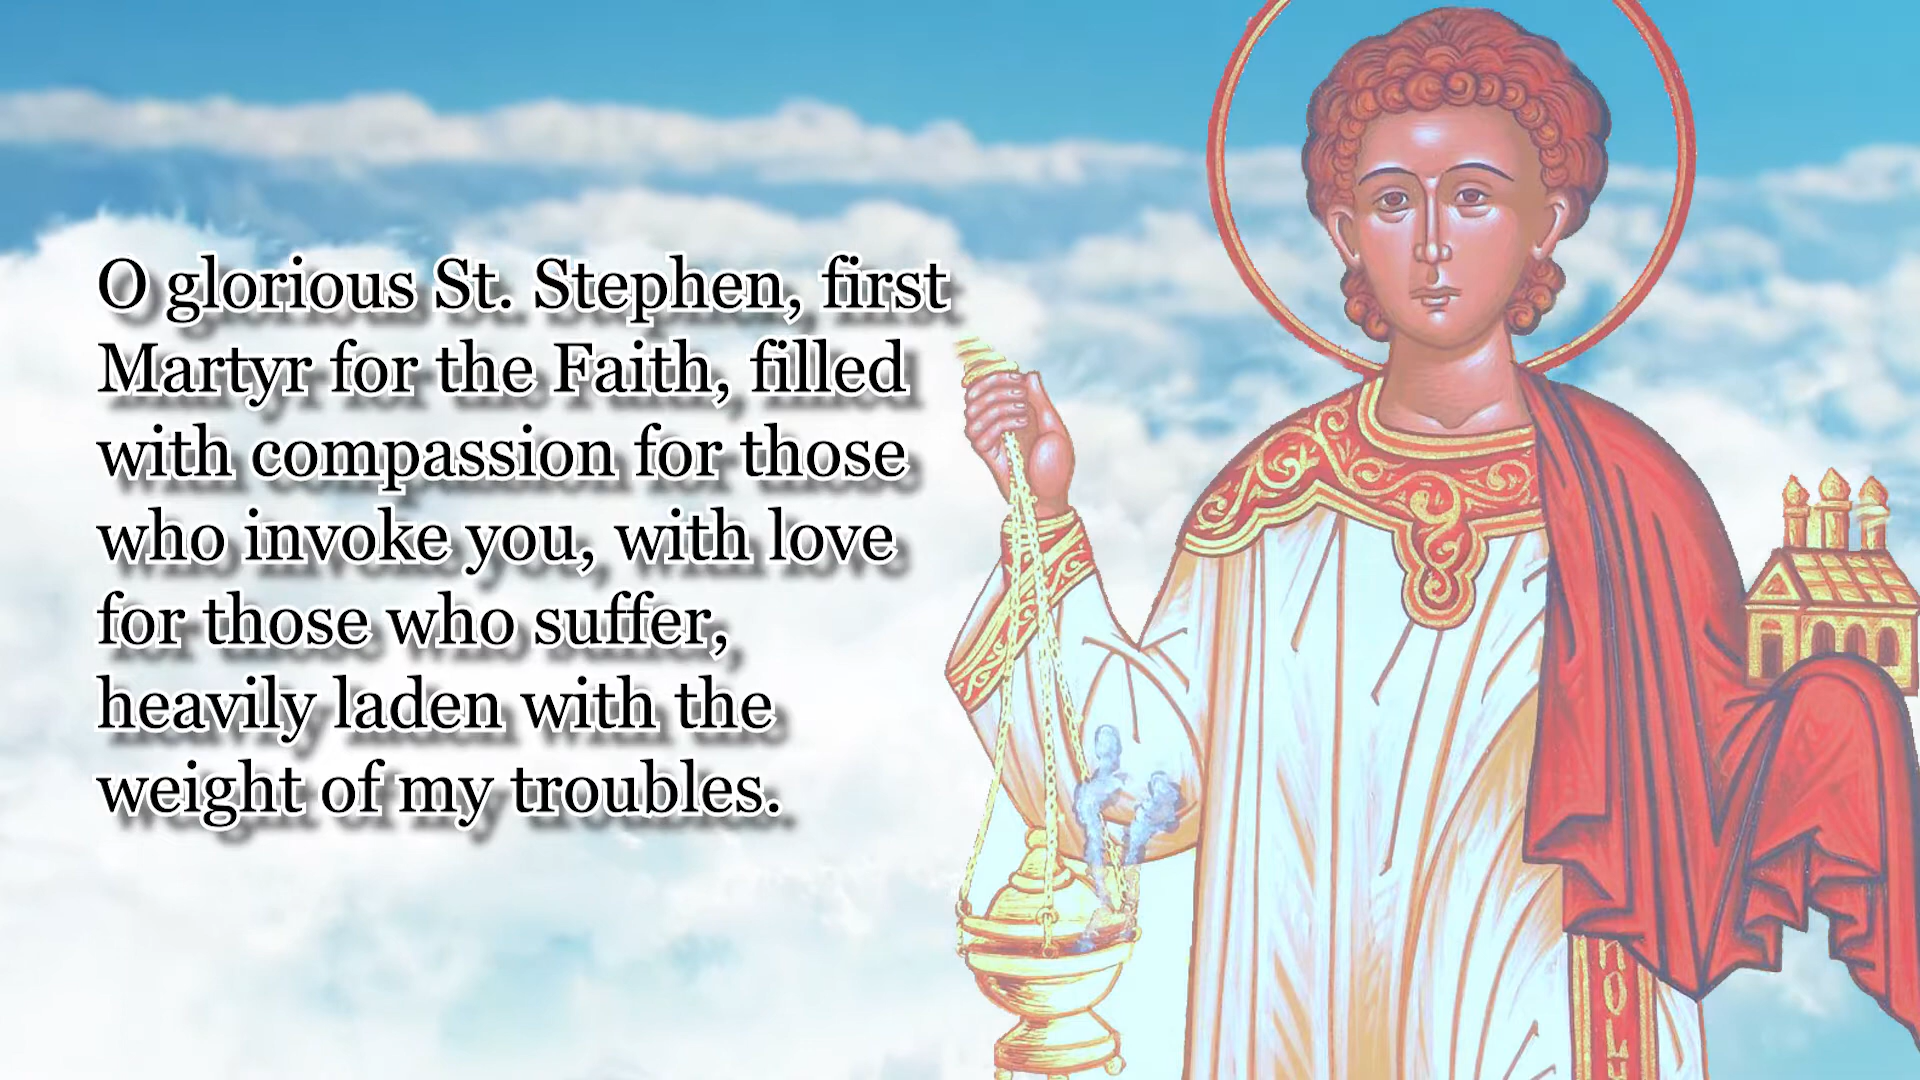 O glorious St. Stephen, first
Martyr for the Faith, filled
with compassion for those
who invoke you, with love
for those who suffer,
heavily laden with the
weight of my troubles.
HOLY